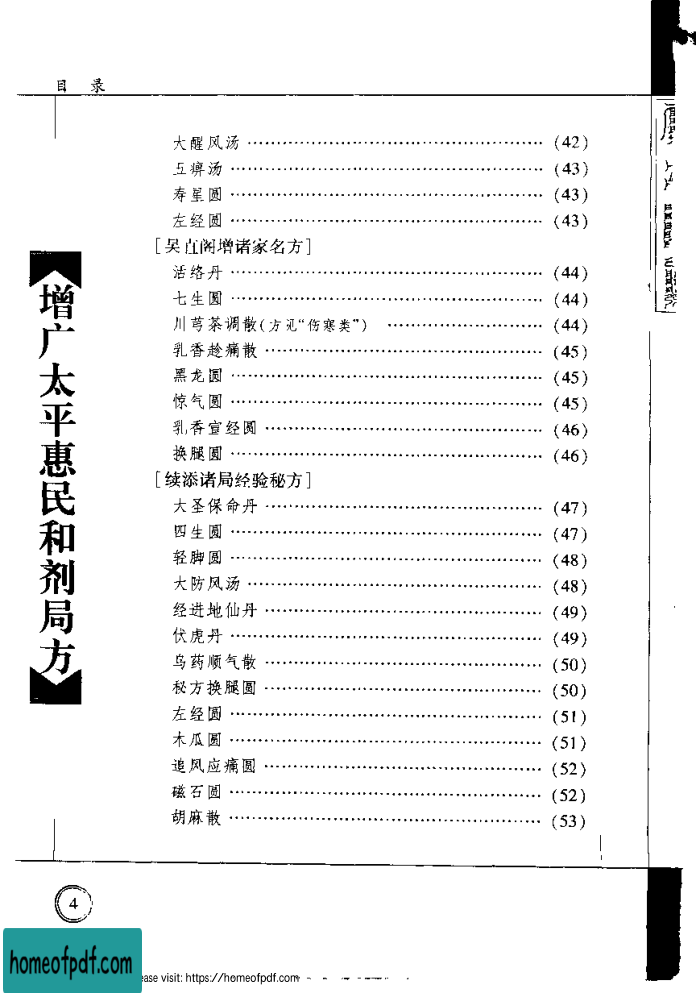 目 录
大醒风汤 …… (42)
五痹汤 …… (43)
寿星圆 …… (43)
左经圆 …… (43)
[吴直阁增诸家名方]
活络丹 …… (44)
七生圆 …… (44)
川芎茶调散(方见“伤寒类”) …… (44)
乳香趁痛散 …… (45)
黑龙圆 …… (45)
惊气圆 …… (45)
乳香宣经圆 …… (46)
换腿圆 …… (46)
[续添诸局经验秘方]
大圣保命丹 …… (47)
四生圆 …… (47)
轻脚圆 …… (48)
大防风汤 …… (48)
经进地仙丹 …… (49)
伏虎丹 …… (49)
乌药顺气散 …… (50)
秘方换腿圆 …… (50)
左经圆 …… (51)
木瓜圆 …… (51)
追风应痛圆 …… (52)
磁石圆 …… (52)
胡麻散 …… (53)
增广太平惠民和剂局方
4
homeofpdf.com
ease visit: https://homeofpdf.com